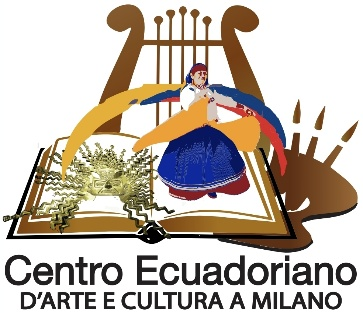 Centro Ecuadoriano
D'ARTE E CULTURA A MILANO